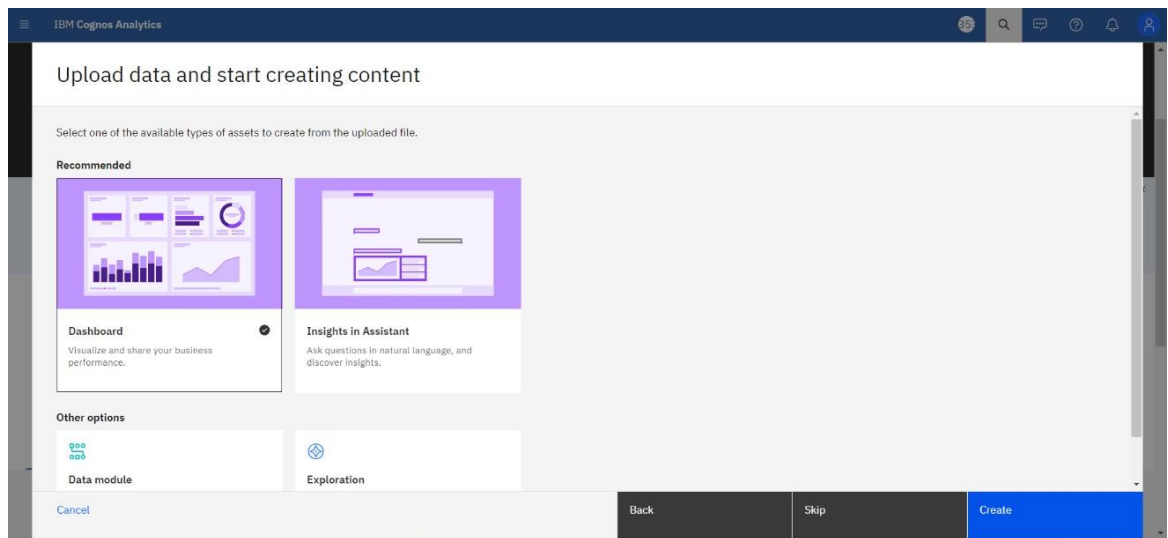 IBM Cognos Analytics
Upload data and start creating content
Select one of the available types of assets to create from the uploaded file.
Recommended
Dashboard
Visualize and share your business
performance.
Insights in Assistant
Ask questions in natural language, and
discover insights.
Other options
Data module
Exploration
Cancel
Back
Skip
Create